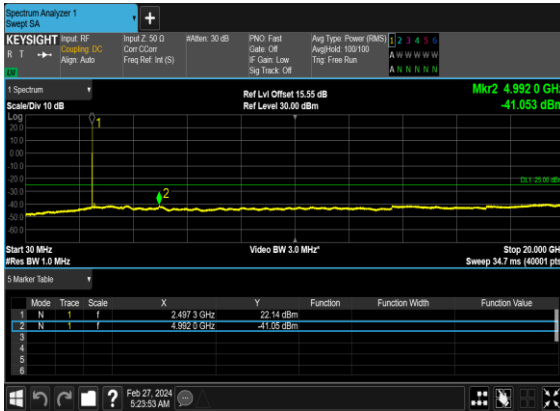 Spectrum Analyzer 1
Swept SA
+
KEYSIGHT Input: RF Input Z: 50 Ω #Atten: 30 dB PNO: Fast Avg Type: Power (RMS) 1 2 3 4 5 6
R T Coupling: DC Corr CCorr Gate: Off Avg|Hold: 100/100 A W W W W W
Align: Auto Freq Ref: Int (S) IF Gain: Low Trig: Free Run
Sig Track: Off A N N N N N
1 Spectrum
Ref Lvl Offset 15.55 dB Mkr2 4.992 0 GHz
Scale/Div 10 dB Ref Level 30.00 dBm -41.053 dBm
Log
1
20.0
10.0
0.00
-10.0
-20.0 DL1 -25.00 dBm
-30.0 2
-40.0
-50.0
-60.0
Start 30 MHz Video BW 3.0 MHz* Stop 20.000 GHz
#Res BW 1.0 MHz Sweep 34.7 ms (40001 pts)
5 Marker Table
Mode Trace Scale X Y Function Function Width Function Value
1 N 1 f 2.497 3 GHz 22.14 dBm
2 N 1 f 4.992 0 GHz -41.05 dBm
3
4
5
6
? Feb 27, 2024
5:23:53 AM